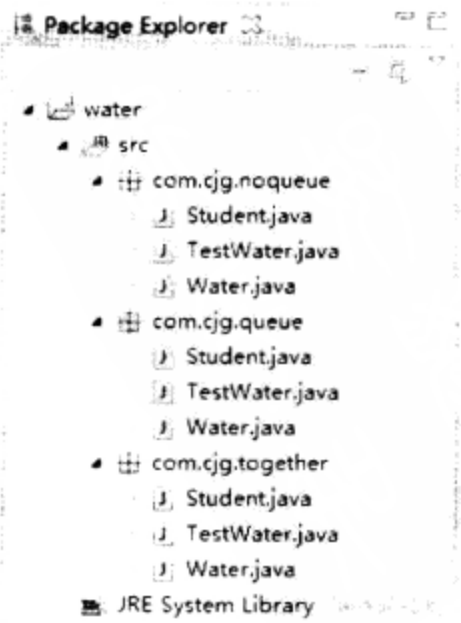 Package Explorer
water
src
com.cjg.noqueue
Student.java
TestWater.java
Water.java
com.cjg.queue
Student.java
TestWater.java
Water.java
com.cjg.together
Student.java
TestWater.java
Water.java
JRE System Library